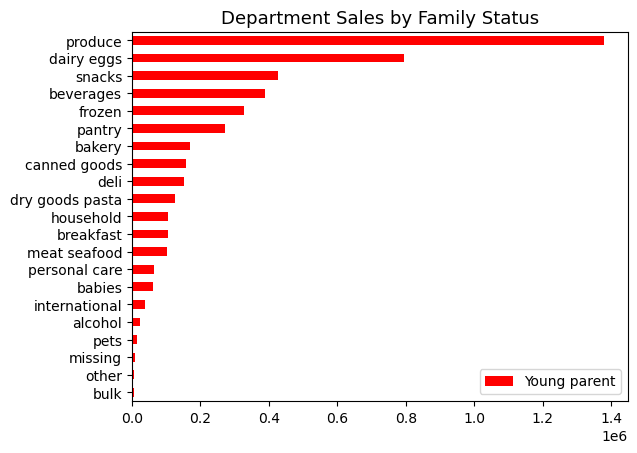 Department Sales by Family Status
produce
dairy eggs
snacks
beverages
frozen
pantry
bakery
canned goods
deli
dry goods pasta
household
breakfast
meat seafood
personal care
babies
international
alcohol
pets
missing
other
bulk
Young parent
0.0 0.2 0.4 0.6 0.8 1.0 1.2 1.4
1e6